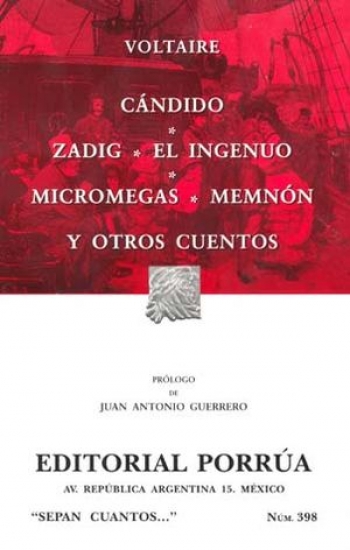 VOLTAIRE
CÁNDIDO
*
ZADIG * EL INGENUO
*
MICROMEGAS * MEMNÓN
Y OTROS CUENTOS
PRÓLOGO
DE
JUAN ANTONIO GUERRERO
EDITORIAL PORRÚA
AV. REPÚBLICA ARGENTINA 15. MÉXICO
“SEPAN CUANTOS...” NÚM. 398